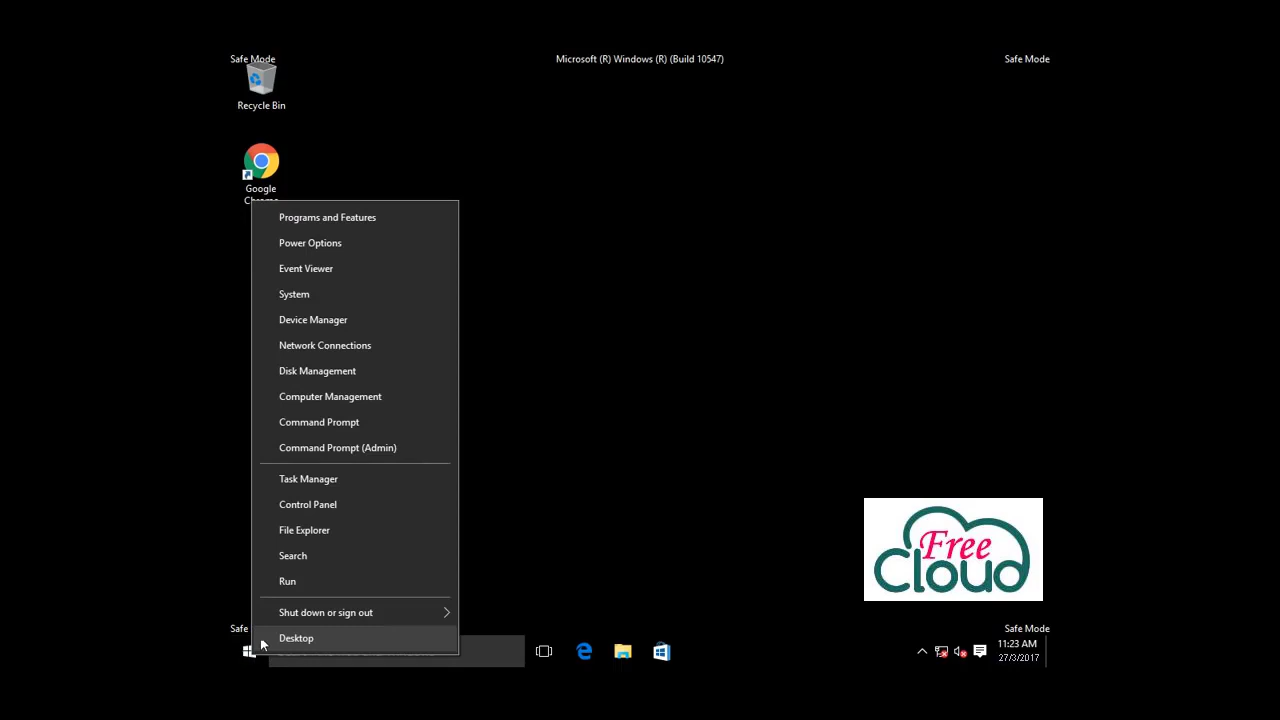 Safe Mode
Microsoft (R) Windows (R) (Build 10547)
Safe Mode
Recycle Bin
Google
Programs and Features
Power Options
Event Viewer
System
Device Manager
Network Connections
Disk Management
Computer Management
Command Prompt
Command Prompt (Admin)
Task Manager
Control Panel
File Explorer
Search
Run
Shut down or sign out
Desktop
Free
Cloud
Safe
Safe Mode
11:23 AM
27/3/2017